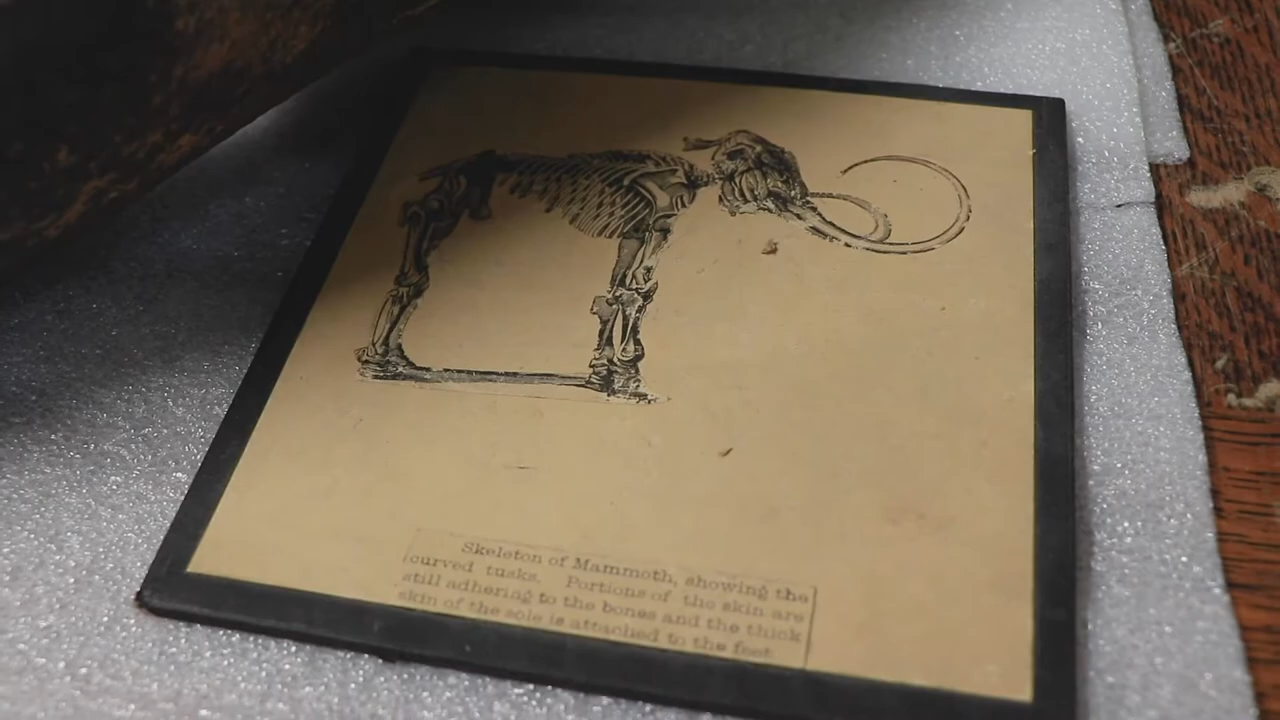 Skeleton of Mammoth, showing the
curved tusks. Portions of the skin are
still adhering to the bones and the thick
skin of the sole is attached to the feet